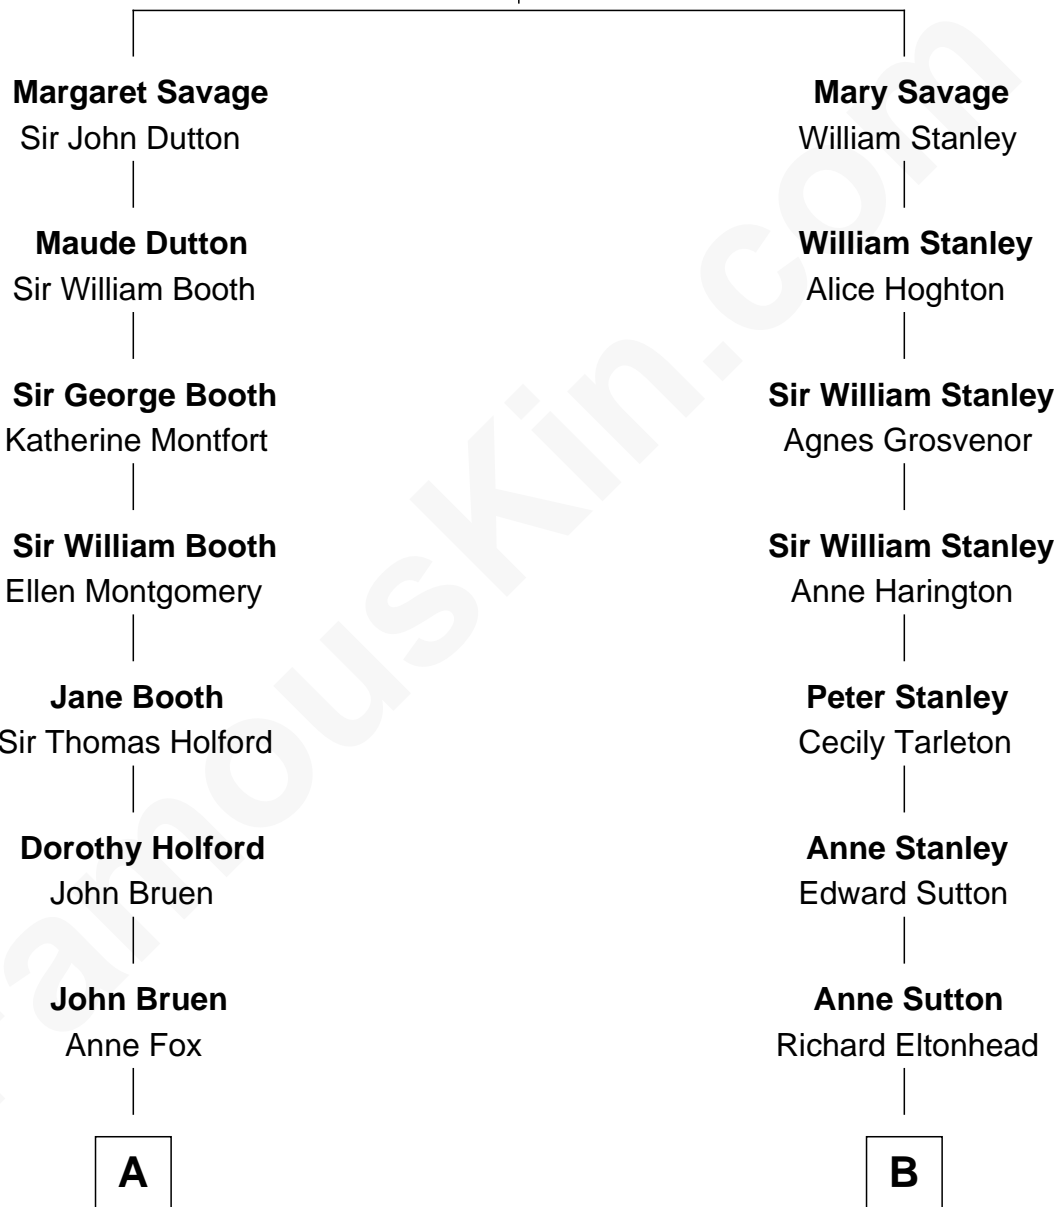 Margaret Savage
Sir John Dutton
Mary Savage
William Stanley
Maude Dutton
Sir William Booth
William Stanley
Alice Hoghton
Sir George Booth
Katherine Montfort
Sir William Stanley
Agnes Grosvenor
Sir William Booth
Ellen Montgomery
Sir William Stanley
Anne Harington
Jane Booth
Sir Thomas Holford
Peter Stanley
Cecily Tarleton
Dorothy Holford
John Bruen
Anne Stanley
Edward Sutton
John Bruen
Anne Fox
Anne Sutton
Richard Eltonhead
A
B
FamousKin.com